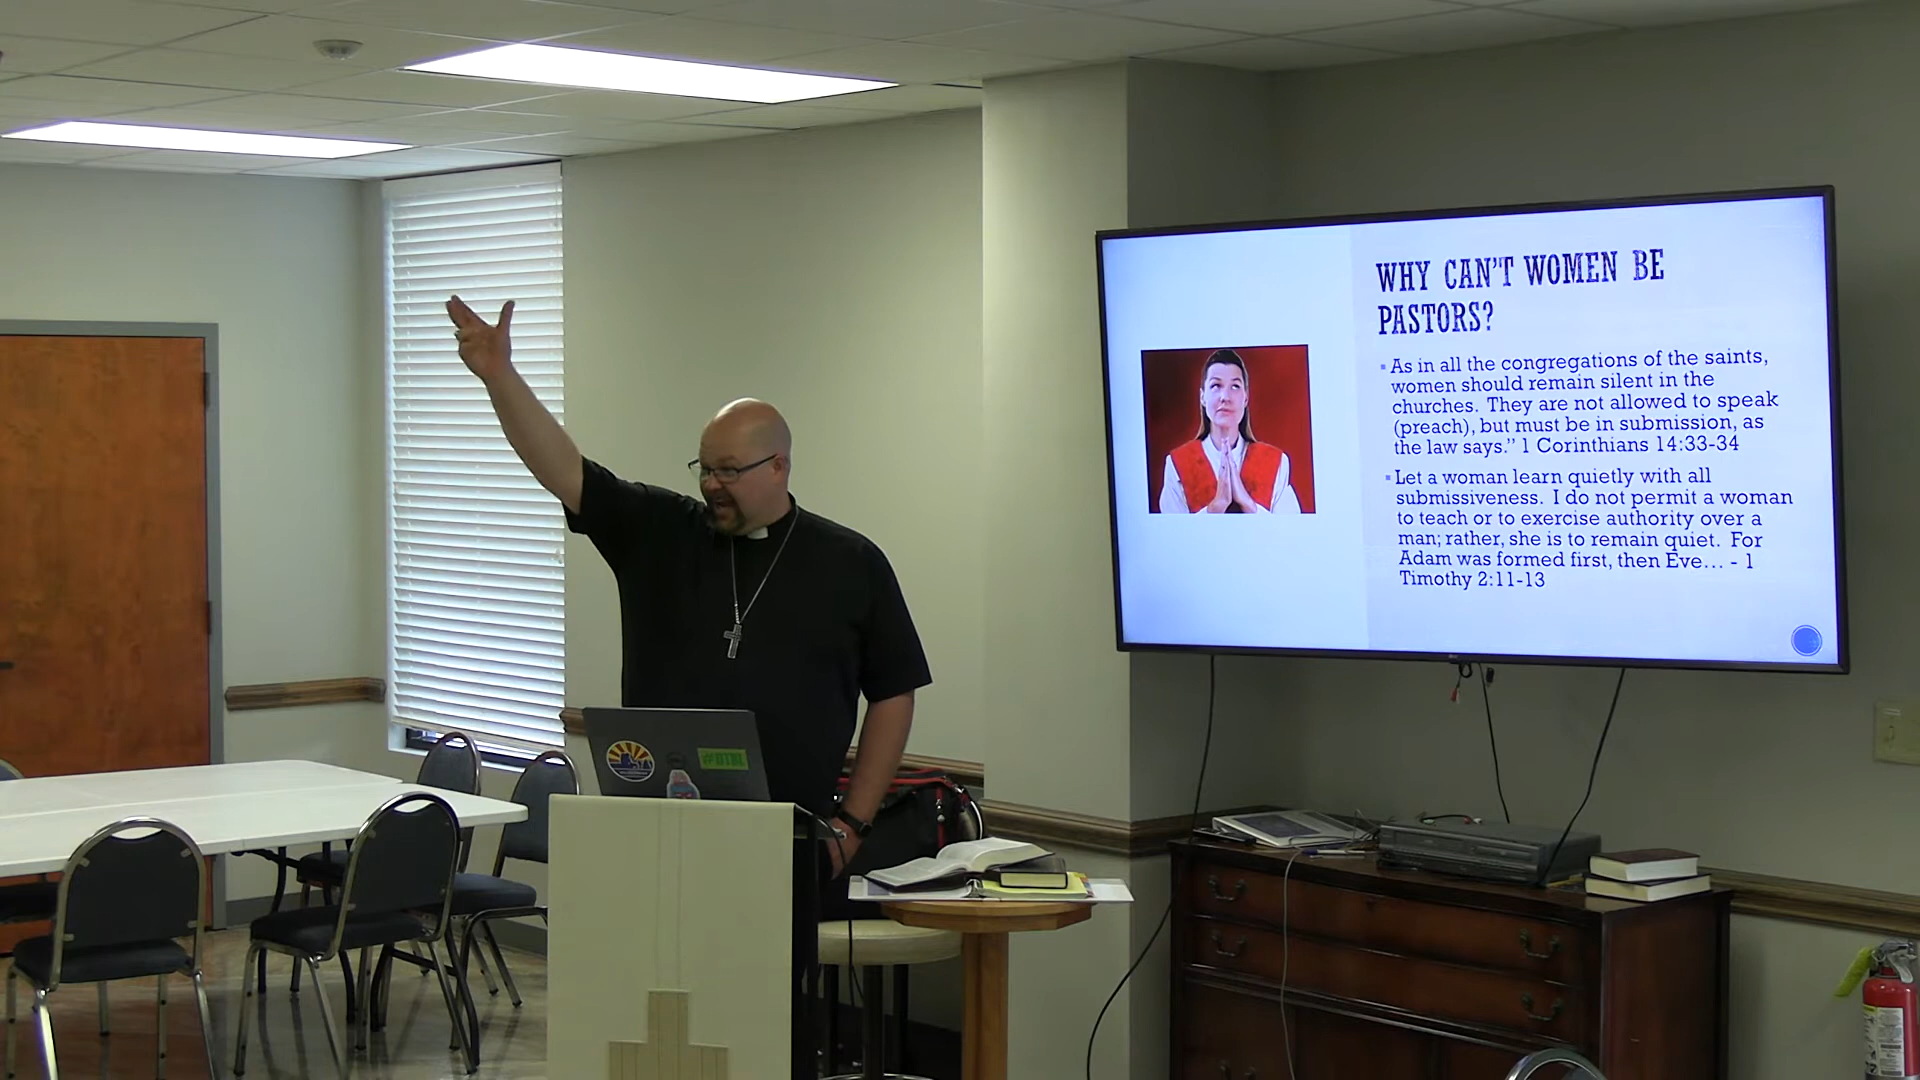 WHY CAN'T WOMEN BE
PASTORS?
As in all the congregations of the saints,
women should remain silent in the
churches. They are not allowed to speak
(preach), but must be in submission, as
the law says." 1 Corinthians 14:33-34
Let a woman learn quietly with all
submissiveness. I do not permit a woman
to teach or to exercise authority over a
man; rather, she is to remain quiet. For
Adam was formed first, then Eve... - 1
Timothy 2:11-13